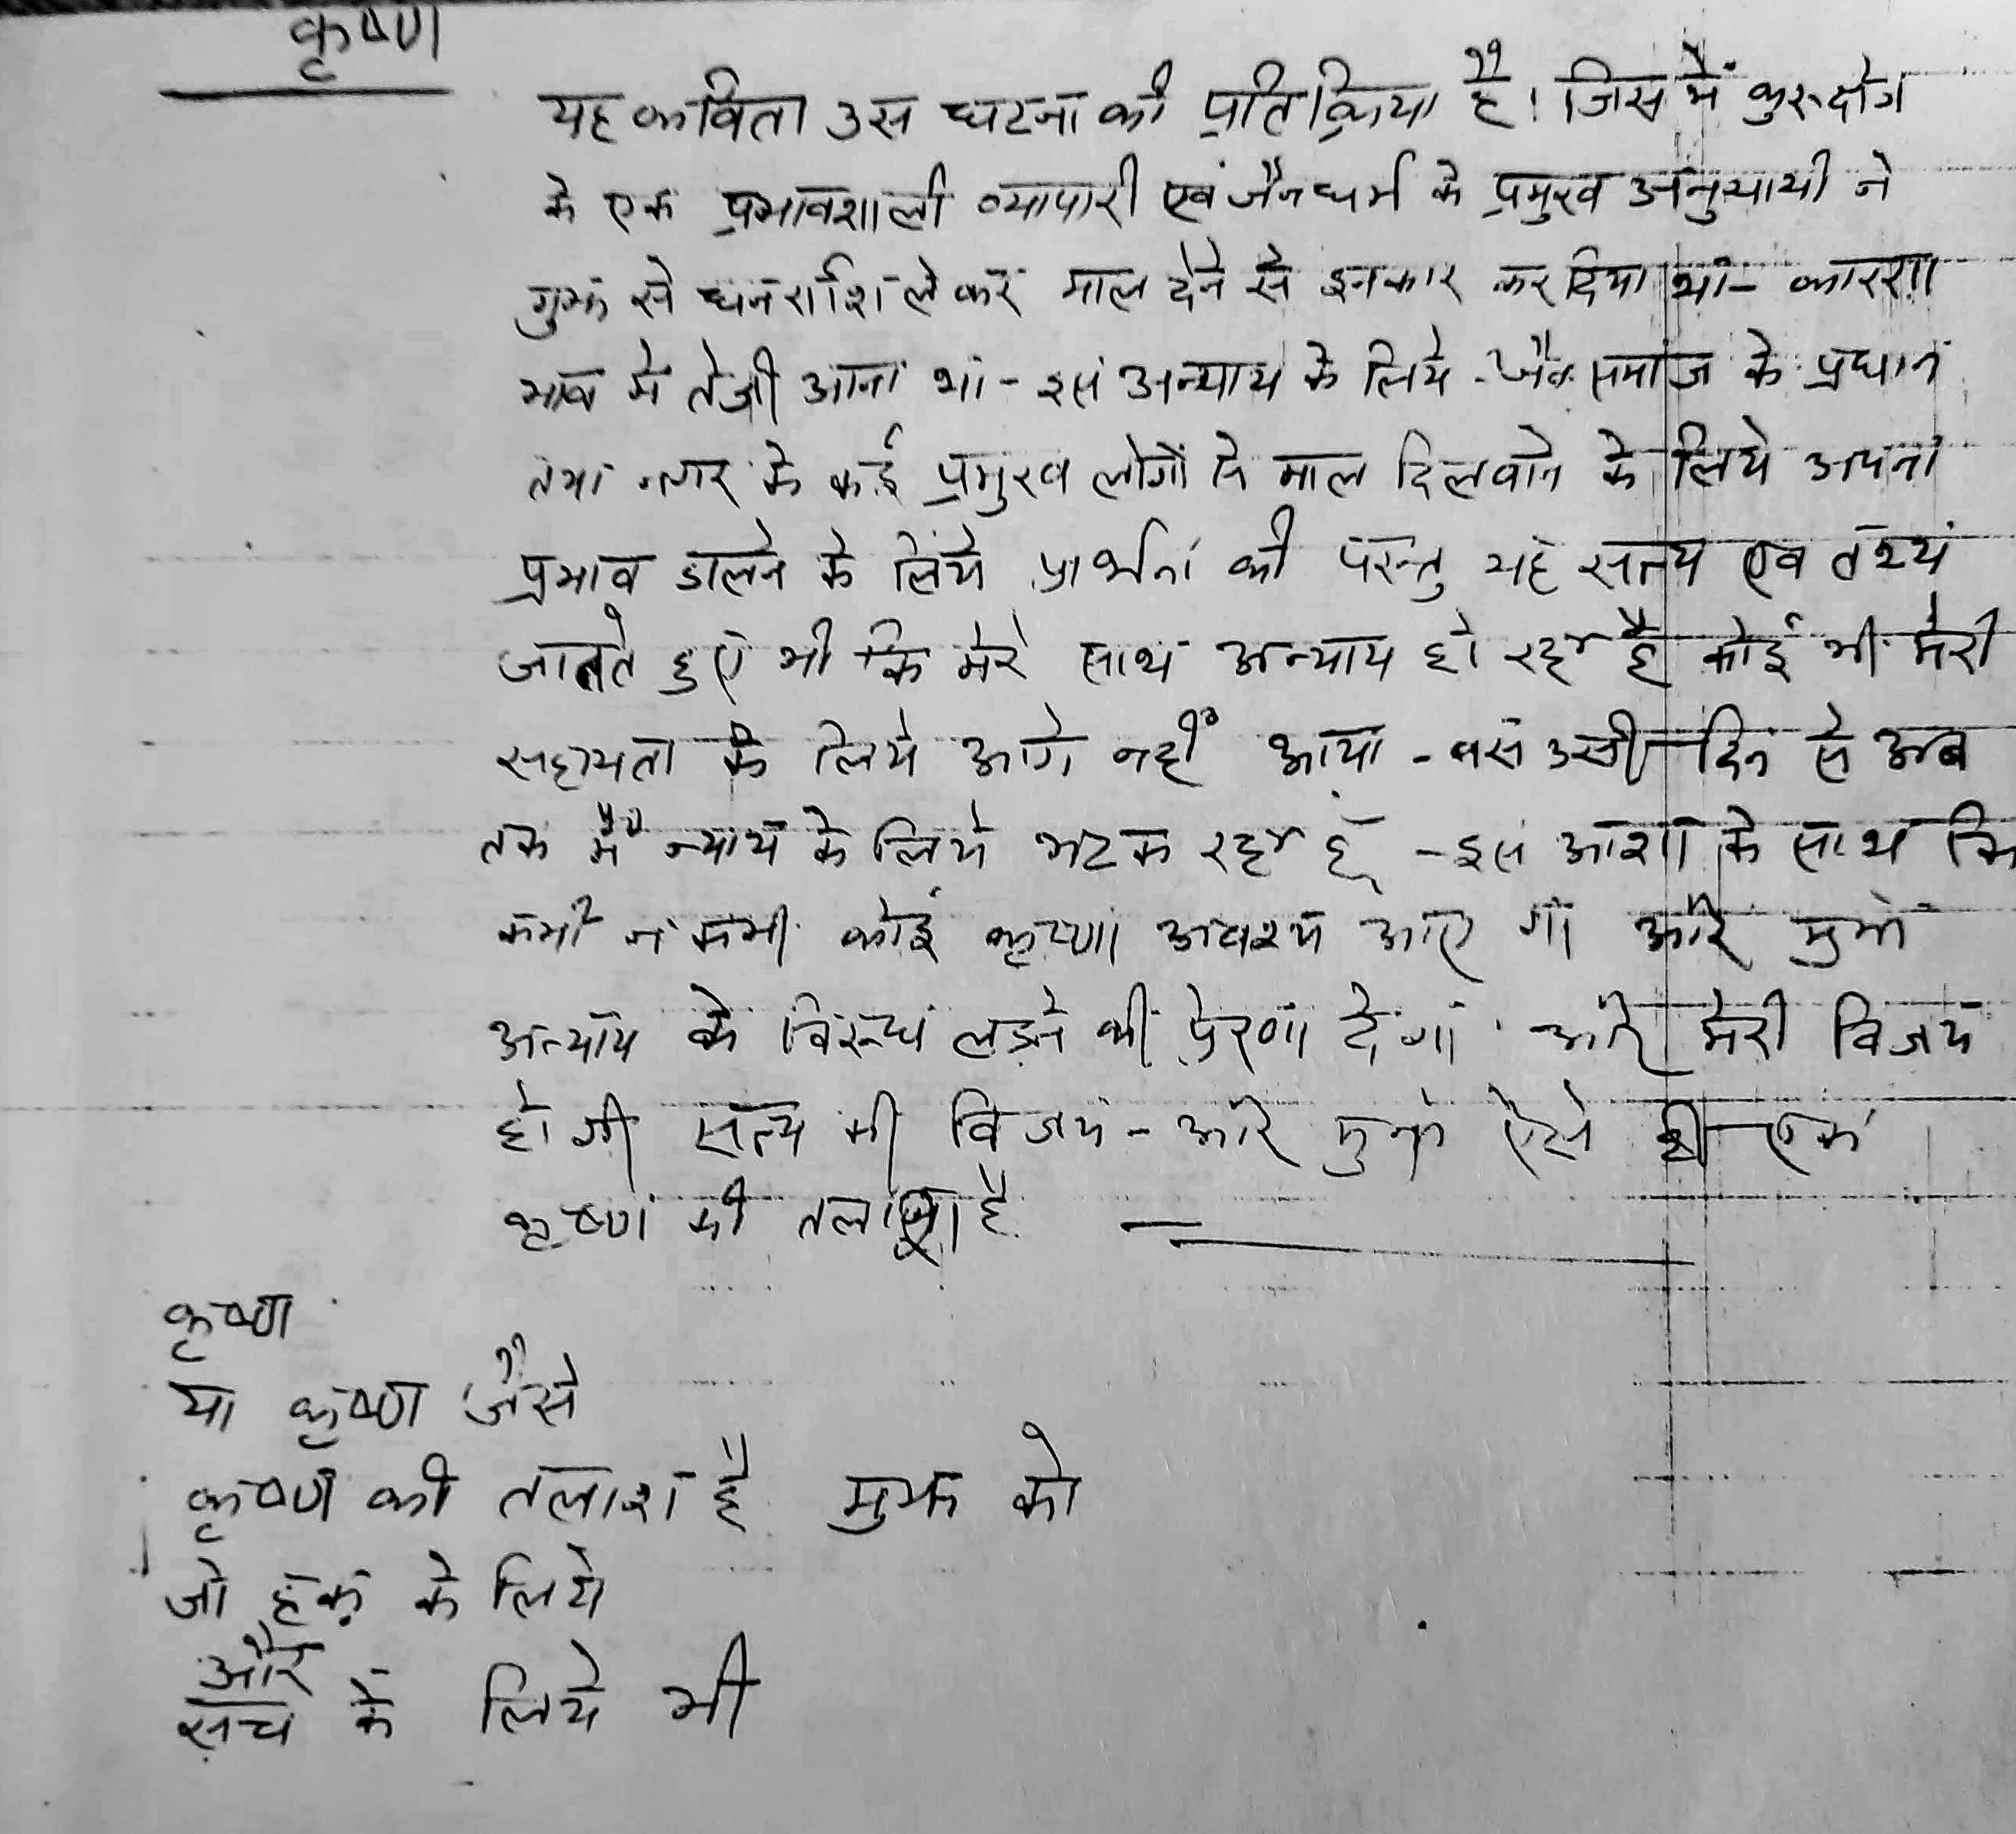 कृष्ण
यह कविता उस घटना की प्रतिक्रिया है। जिस में कुरुक्षेत्र
के एक प्रभावशाली व्यापारी एवं जैन धर्म के प्रमुख अनुयायी ने
मुझ से धनराशि लेकर माल देने से इनकार कर दिया था - कारण
भाव में तेजी आना था - इस अन्याय के लिये - जैन समाज के प्रधान
तथा नगर के कई प्रमुख लोगों से माल दिलवाने के लिये अपना
प्रभाव डालने के लिये प्रार्थना की परन्तु यह सत्य एवं तथ्य
जानते हुए भी कि मेरे साथ अन्याय हो रहा है कोई भी मेरी
सहायता के लिये आगे नहीं आया - बस उसी दिन से अब
तक मैं न्याय के लिये भटक रहा हूँ - इस आशा के साथ कि
कभी न कभी कोई कृष्ण अवश्य आए गा और मुझे
अन्याय के विरुध लड़ने की प्रेरणा देगा और मेरी विजय
होगी सत्य की विजय - और मुझे ऐसे ही एक
कृष्ण की तलाश है
कृष्ण
या कृष्ण जैसे
कृष्ण की तलाश है मुझ को
जो हक़ के लिये
और
सच के लिये भी